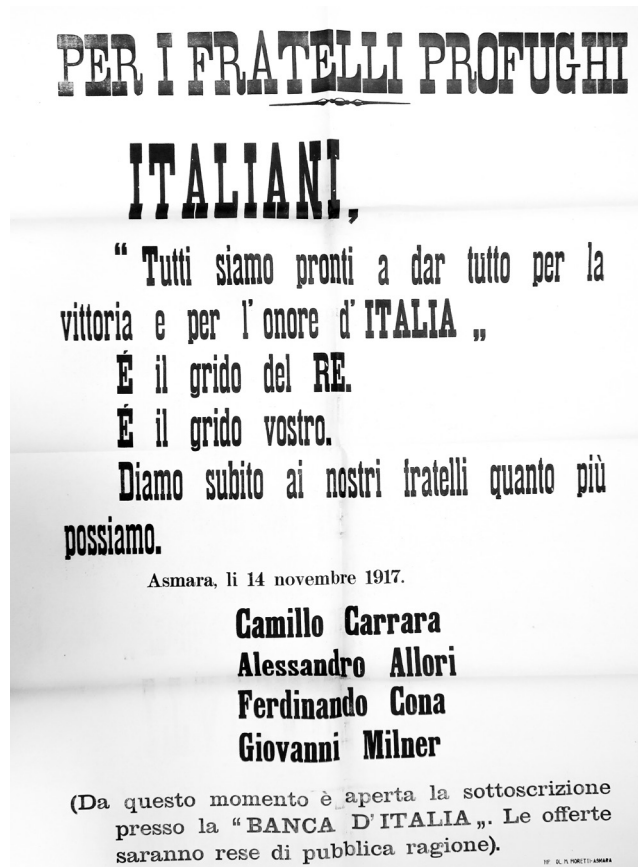 PER I FRATELLI PROFUGHI
ITALIANI,
“ Tutti siamo pronti a dar tutto per la
vittoria e per l'onore d'ITALIA „
É il grido del RE.
É il grido vostro.
Diamo subito ai nostri fratelli quanto più
possiamo.
Asmara, li 14 novembre 1917.
Camillo Carrara
Alessandro Allori
Ferdinando Cona
Giovanni Milner
(Da questo momento è aperta la sottoscrizione
presso la “BANCA D'ITALIA„. Le offerte
saranno rese di pubblica ragione).
M. MORETI-ASMARA